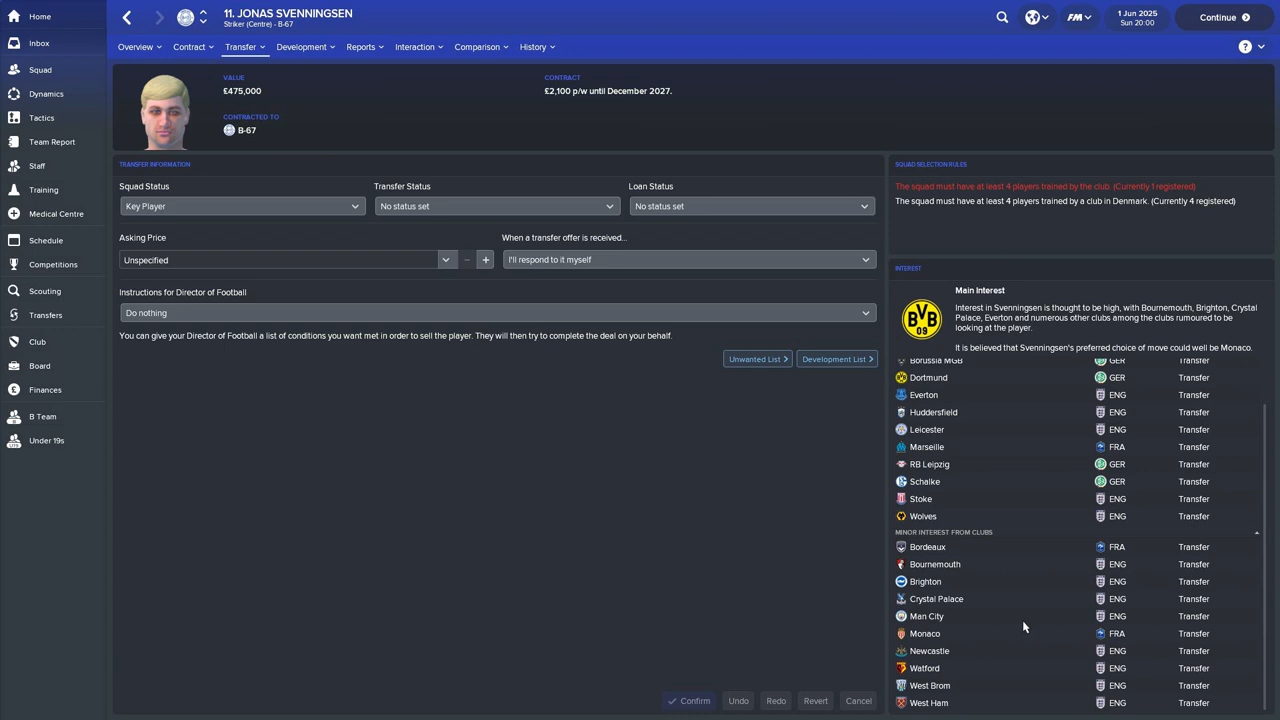 Home
11. JONAS SVENNINGSEN
Striker (Centre) - B-67
1 Jun 2025
Sun 20:00
FM
Continue
Inbox
Overview
Contract
Transfer
Development
Reports
Interaction
Comparison
History
?
Squad
Dynamics
Tactics
Team Report
Staff
Training
Medical Centre
Schedule
Competitions
Scouting
Transfers
Club
Board
Finances
B Team
Under 19s
VALUE
£475,000
CONTRACT
£2,100 p/w until December 2027.
CONTRACTED TO
B-67
TRANSFER INFORMATION
Squad Status
Transfer Status
Loan Status
Key Player
No status set
No status set
Asking Price
When a transfer offer is received...
Unspecified
I'll respond to it myself
Instructions for Director of Football
Do nothing
You can give your Director of Football a list of conditions you want met in order to sell the player. They will then try to complete the deal on your behalf.
Unwanted List
Development List
Confirm
Undo
Redo
Revert
Cancel
SQUAD SELECTION RULES
The squad must have at least 4 players trained by the club. (Currently 1 registered)
The squad must have at least 4 players trained by a club in Denmark. (Currently 4 registered)
INTEREST
BVB
09
Main Interest
Interest in Svenningsen is thought to be high, with Bournemouth, Brighton, Crystal
Palace, Everton and numerous other clubs among the clubs rumoured to be
looking at the player.
It is believed that Svenningsen's preferred choice of move could well be Monaco.
Borussia MGB GER Transfer
Dortmund GER Transfer
Everton ENG Transfer
Huddersfield ENG Transfer
Leicester ENG Transfer
Marseille FRA Transfer
RB Leipzig GER Transfer
Schalke GER Transfer
Stoke ENG Transfer
Wolves ENG Transfer
MINOR INTEREST FROM CLUBS
Bordeaux FRA Transfer
Bournemouth ENG Transfer
Brighton ENG Transfer
Crystal Palace ENG Transfer
Man City ENG Transfer
Monaco FRA Transfer
Newcastle ENG Transfer
Watford ENG Transfer
West Brom ENG Transfer
West Ham ENG Transfer